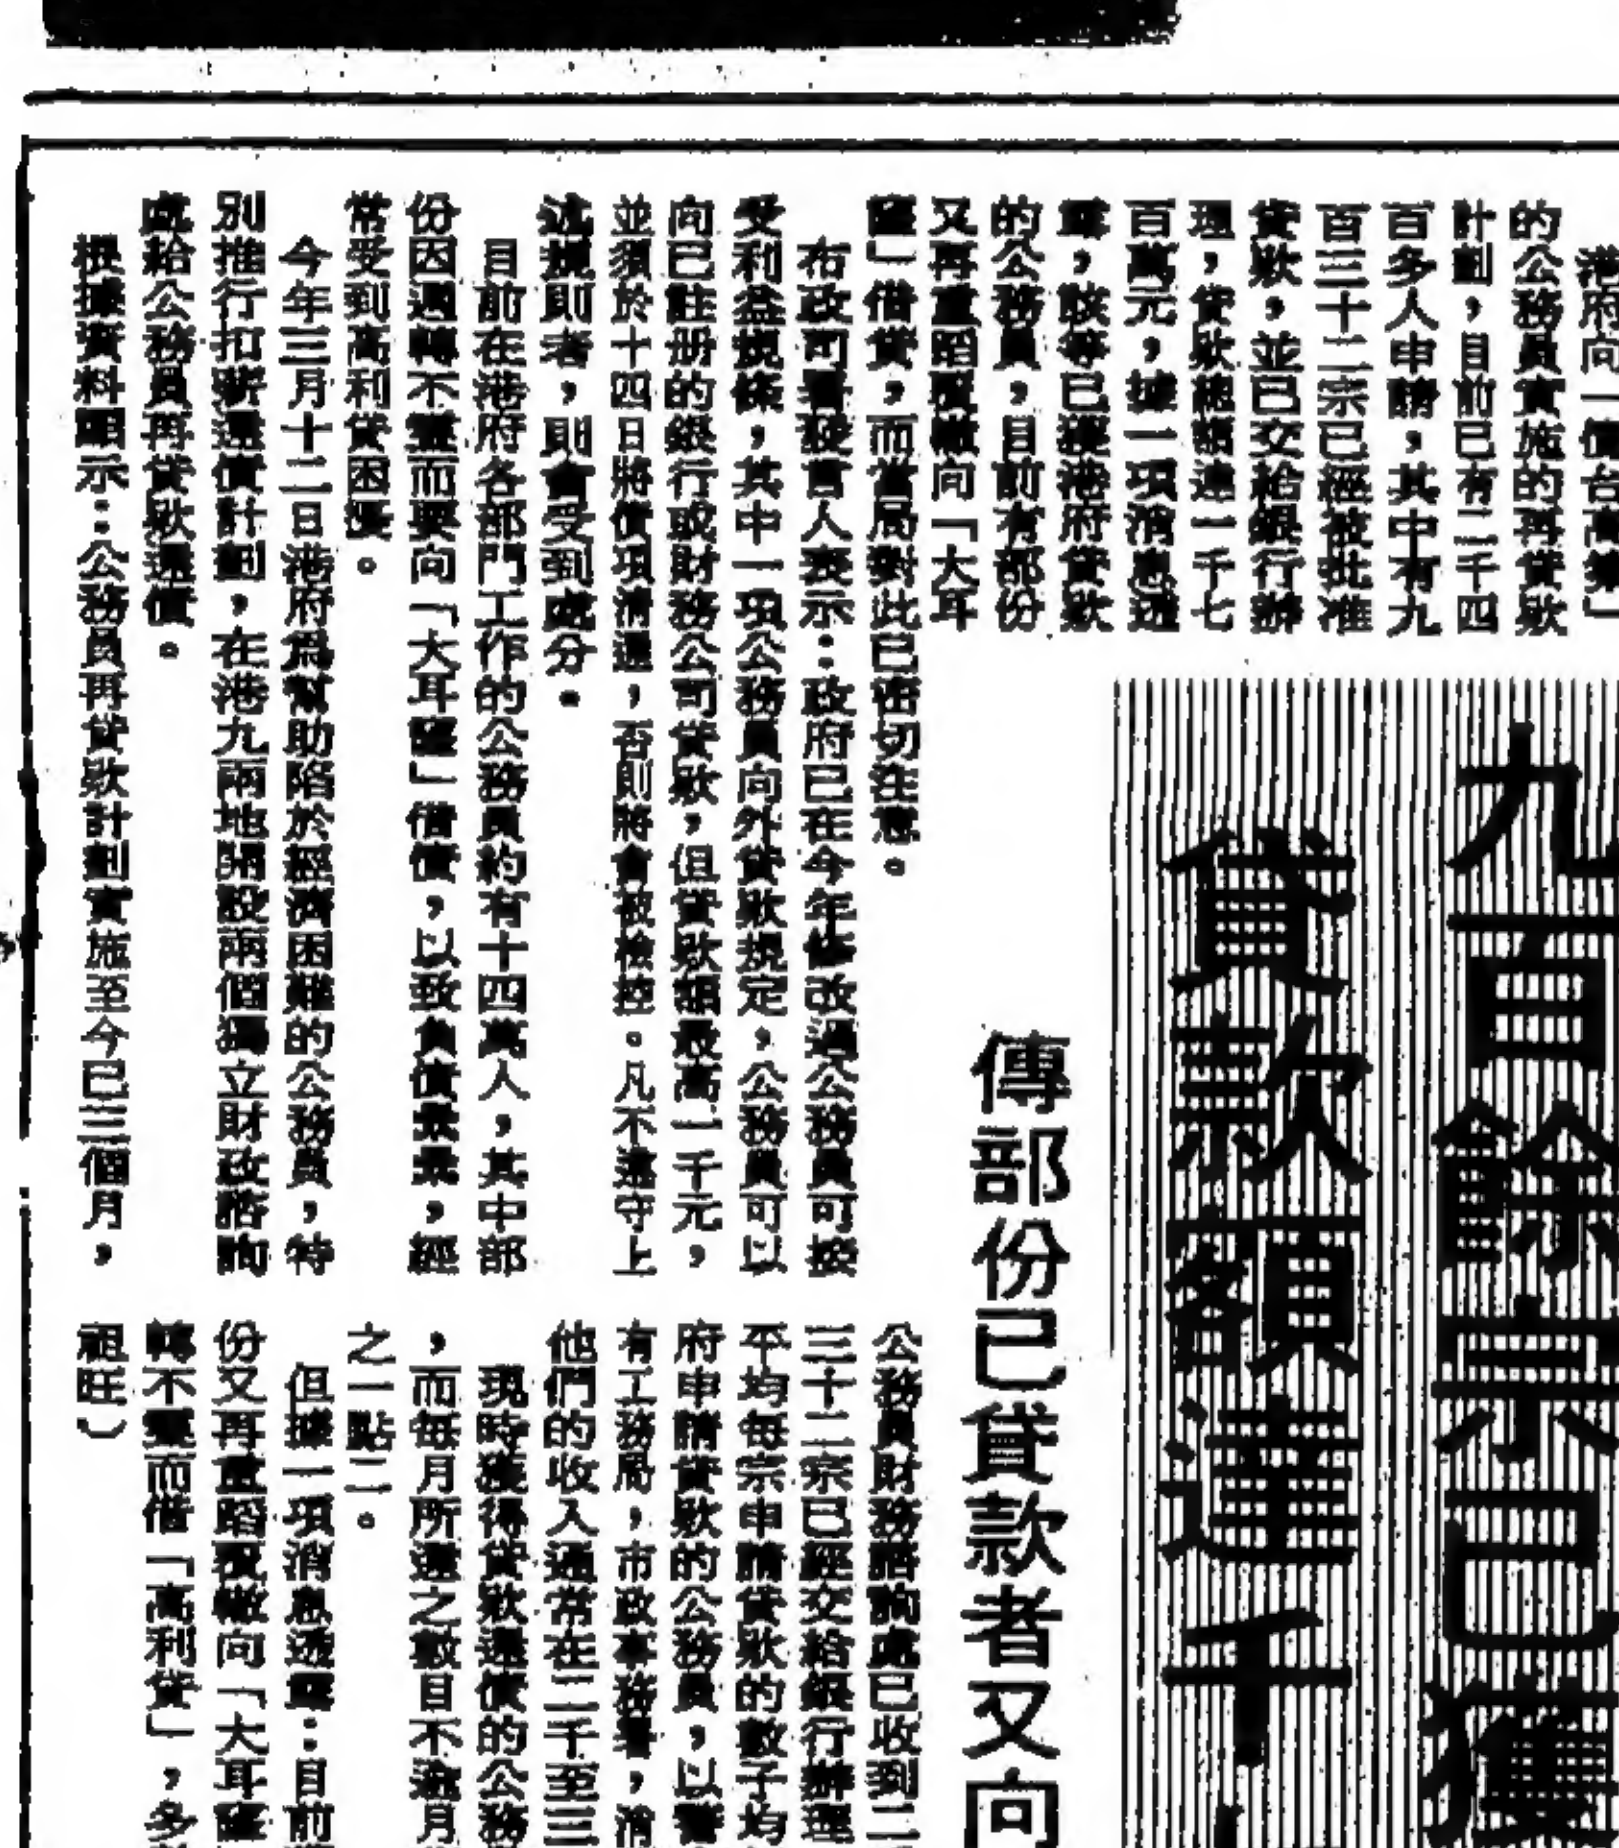 九百餘宗已獲
貸款額達千
傳部份已貸款者又向
港府向一債台高築」
的公務員實施的再貸款
計劃，目前已有二千四
百多人申請，其中有九
百三十二宗已經被批准
貸款，並已交給銀行辦
理，貸款總額達一千七
百萬元，據一項消息透
露，該等已獲港府貸款
的公務員，目前有部份
又再重蹈覆轍向「大耳
窿」借貸，而當局對此已密切注意。
布政司署發言人表示：政府已在今年修改過公務員可按
受利益規條，其中一項公務員向外貸款規定，公務員可以
向已註册的銀行或財務公司貸款，但貸款額最高一千元，
並須於十四日將債項清還，否則將會被檢控。凡不遵守上
述規則者，則會受到處分。
目前在港府各部門工作的公務員約有十四萬人，其中部
份因週轉不靈而要向「大耳窿」借債，以致負債纍纍，經
常受到高利貸困擾。
今年三月十二日港府爲幫助陷於經濟困難的公務員，特
別推行扣薪還債計劃，在港九兩地開設兩個獨立財政諮詢
處給公務員再貸款還債。
根據資料顯示：公務員再貸款計劃實施至今已三個月，
公務員財務諮詢處已收到二
三十二宗已經交給銀行辦理
平均每宗申請貸款的數子均
府申請貸款的公務員，以警
有工務局，市政事務署，消
他們的收入通常在二千至三
現時獲得貸款還債的公務
，而每月所還之數目不逾月
之一點二。
但據一項消息透露：目前
份又再重蹈覆轍向「大耳窿
轉不靈而借「高利貸」，多
祖旺）